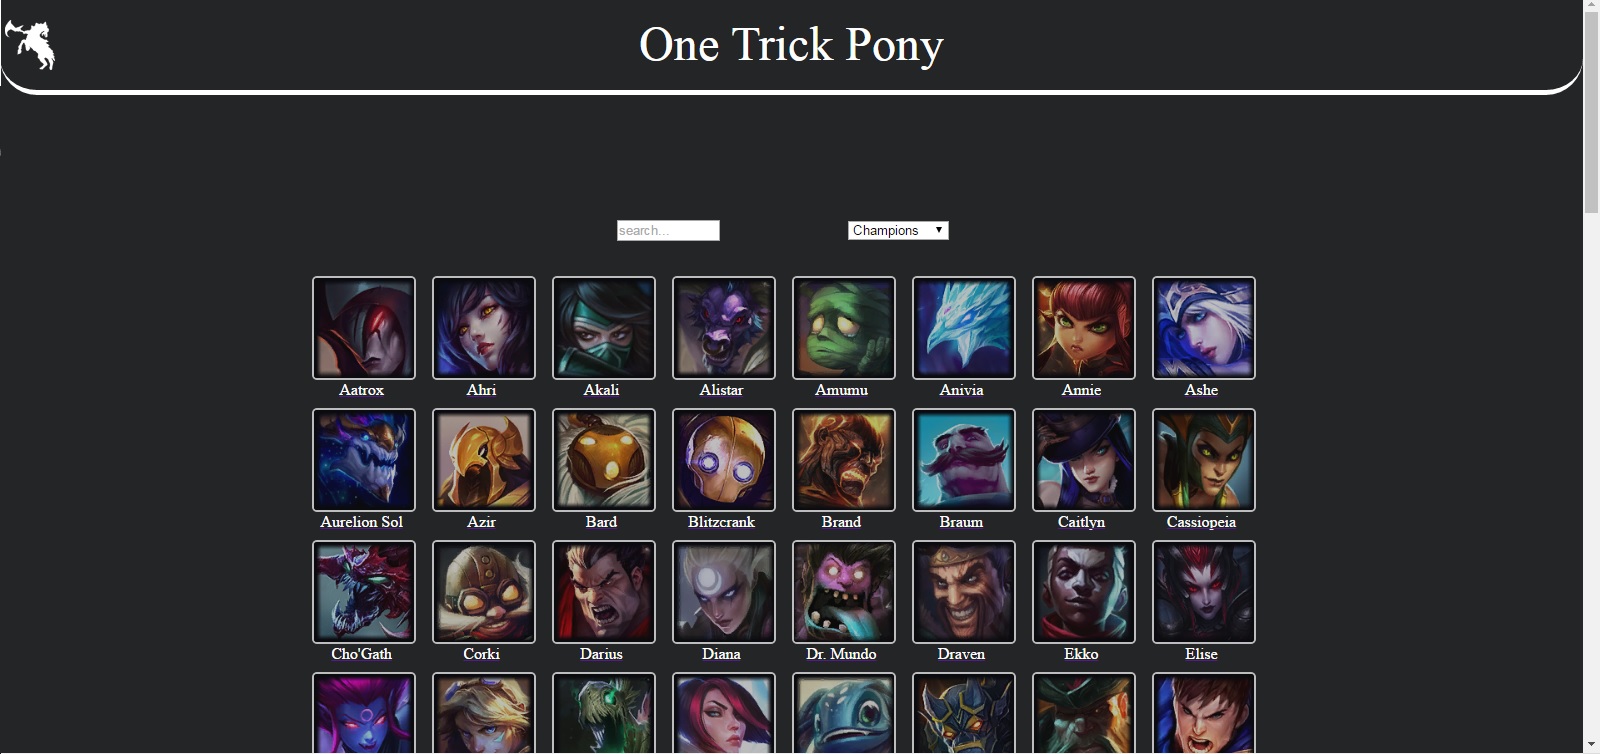 One Trick Pony
search... Champions
Aatrox Ahri Akali Alistar Amumu Anivia Annie Ashe
Aurelion Sol Azir Bard Blitzcrank Brand Braum Caitlyn Cassiopeia
Cho'Gath Corki Darius Diana Dr. Mundo Draven Ekko Elise